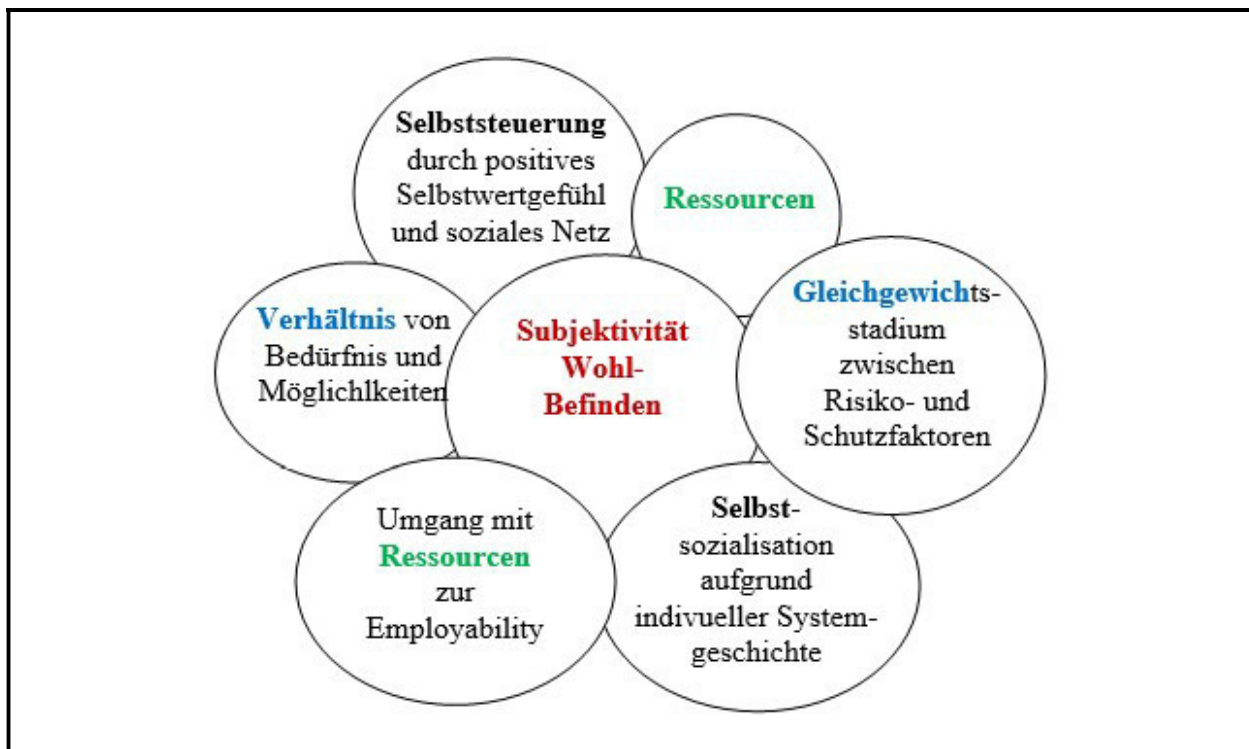 Selbststeuerung
durch positives
Selbstwertgefühl
und soziales Netz
Ressourcen
Gleichgewichts-
stadium
zwischen
Risiko- und
Schutzfaktoren
Verhältnis von
Bedürfnis und
Möglichlkeiten
Subjektivität
Wohl-
Befinden
Umgang mit
Ressourcen
zur
Employability
Selbst-
sozialisation
aufgrund
indivueller System-
geschichte